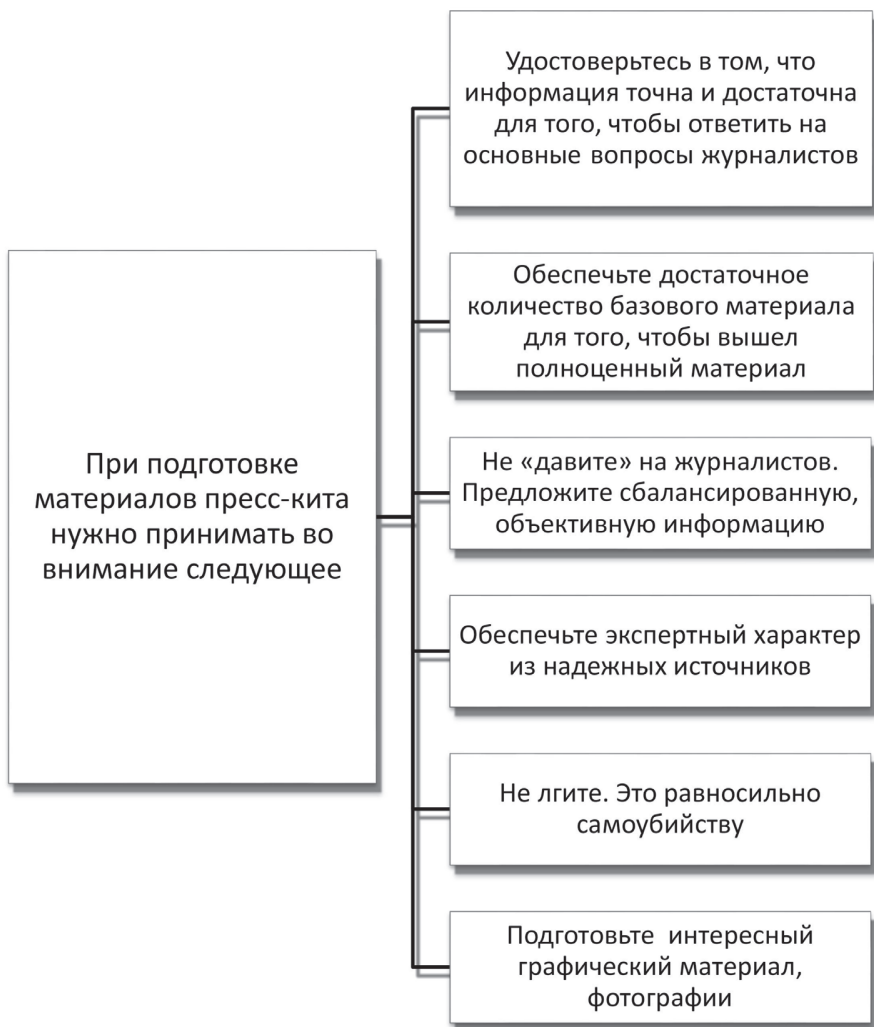 При подготовке
материалов пресс-кита
нужно принимать во
внимание следующее
Удостоверьтесь в том, что
информация точна и достаточна
для того, чтобы ответить на
основные вопросы журналистов
Обеспечьте достаточное
количество базового материала
для того, чтобы вышел
полноценный материал
Не «давите» на журналистов.
Предложите сбалансированную,
объективную информацию
Обеспечьте экспертный характер
из надежных источников
Не лгите. Это равносильно
самоубийству
Подготовьте интересный
графический материал,
фотографии